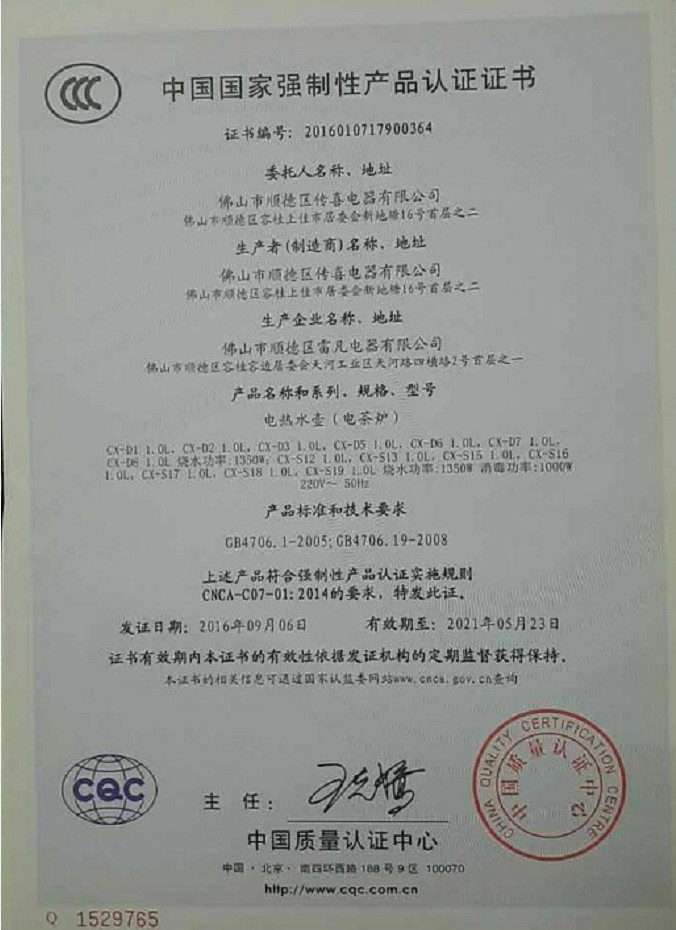 中国国家强制性产品认证证书
证书编号：2016010717900364
委托人名称、地址
佛山市顺德区传喜电器有限公司
佛山市顺德区容桂上佳市居委会新地塘16号首层之二
生产者(制造商)名称、地址
佛山市顺德区传喜电器有限公司
佛山市顺德区容桂上佳市居委会新地塘16号首层之二
生产企业名称、地址
佛山市顺德区雷凡电器有限公司
佛山市顺德区容桂容边居委会天河工业区天河路四横路2号首层之一
产品名称和系列、规格、型号
电热水壶（电茶炉）
CX-D1 1.0L, CX-D2 1.0L, CX-D3 1.0L, CX-D5 1.0L, CX-D6 1.0L, CX-D7 1.0L,
CX-D8 1.0L 烧水功率:1350W; CX-S12 1.0L, CX-S13 1.0L, CX-S15 1.0L, CX-S16
1.0L, CX-S17 1.0L, CX-S18 1.0L, CX-S19 1.0L 烧水功率:1350W 消毒功率:1000W
220V～ 50Hz
产品标准和技术要求
GB4706.1-2005;GB4706.19-2008
上述产品符合强制性产品认证实施规则
CNCA-C07-01:2014的要求，特发此证。
发证日期：2016年09月06日 有效期至：2021年05月23日
证书有效期内本证书的有效性依据发证机构的定期监督获得保持。
本证书的相关信息可通过国家认监委网站www.cnca.gov.cn查询
CQC
主 任：
CHINA QUALITY CERTIFICATION CENTRE
中国质量认证中心
中国质量认证中心
中国·北京·南四环西路188号9区 100070
http://www.cqc.com.cn
Q 1529765